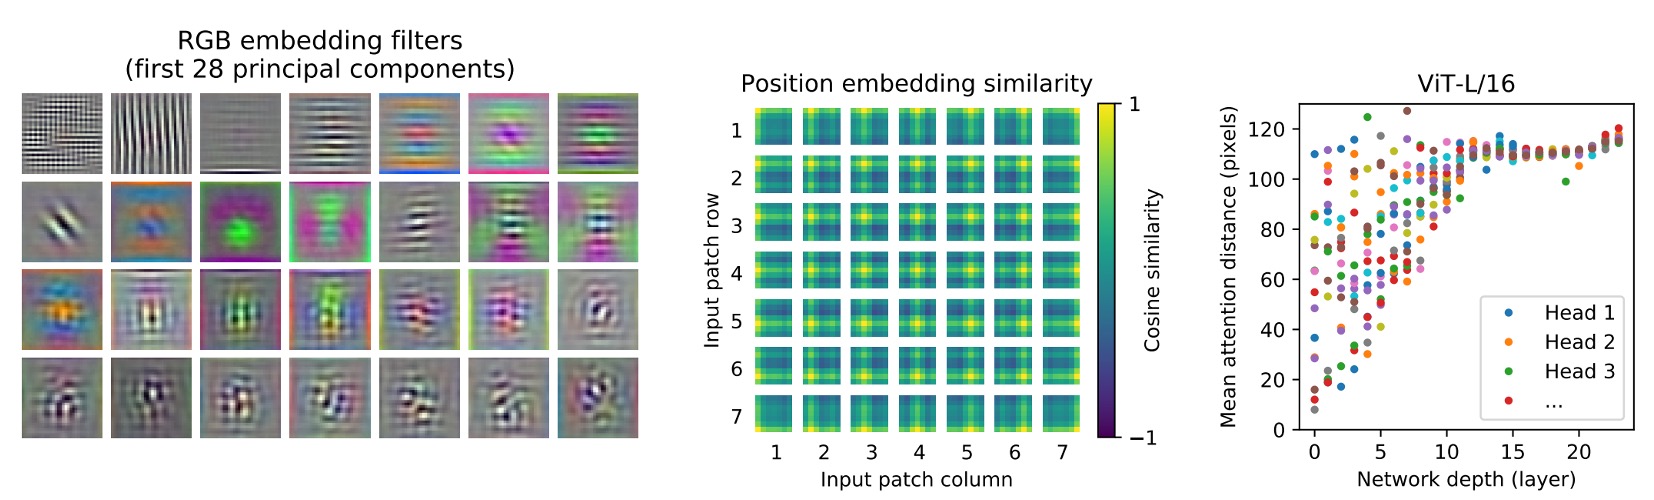 RGB embedding filters
(first 28 principal components)
Position embedding similarity
Input patch row
1
2
3
4
5
6
7
1 2 3 4 5 6 7
Input patch column
1
−1
Cosine similarity
ViT-L/16
Mean attention distance (pixels)
120
100
80
60
40
20
0
0 5 10 15 20
Network depth (layer)
Head 1
Head 2
Head 3
...